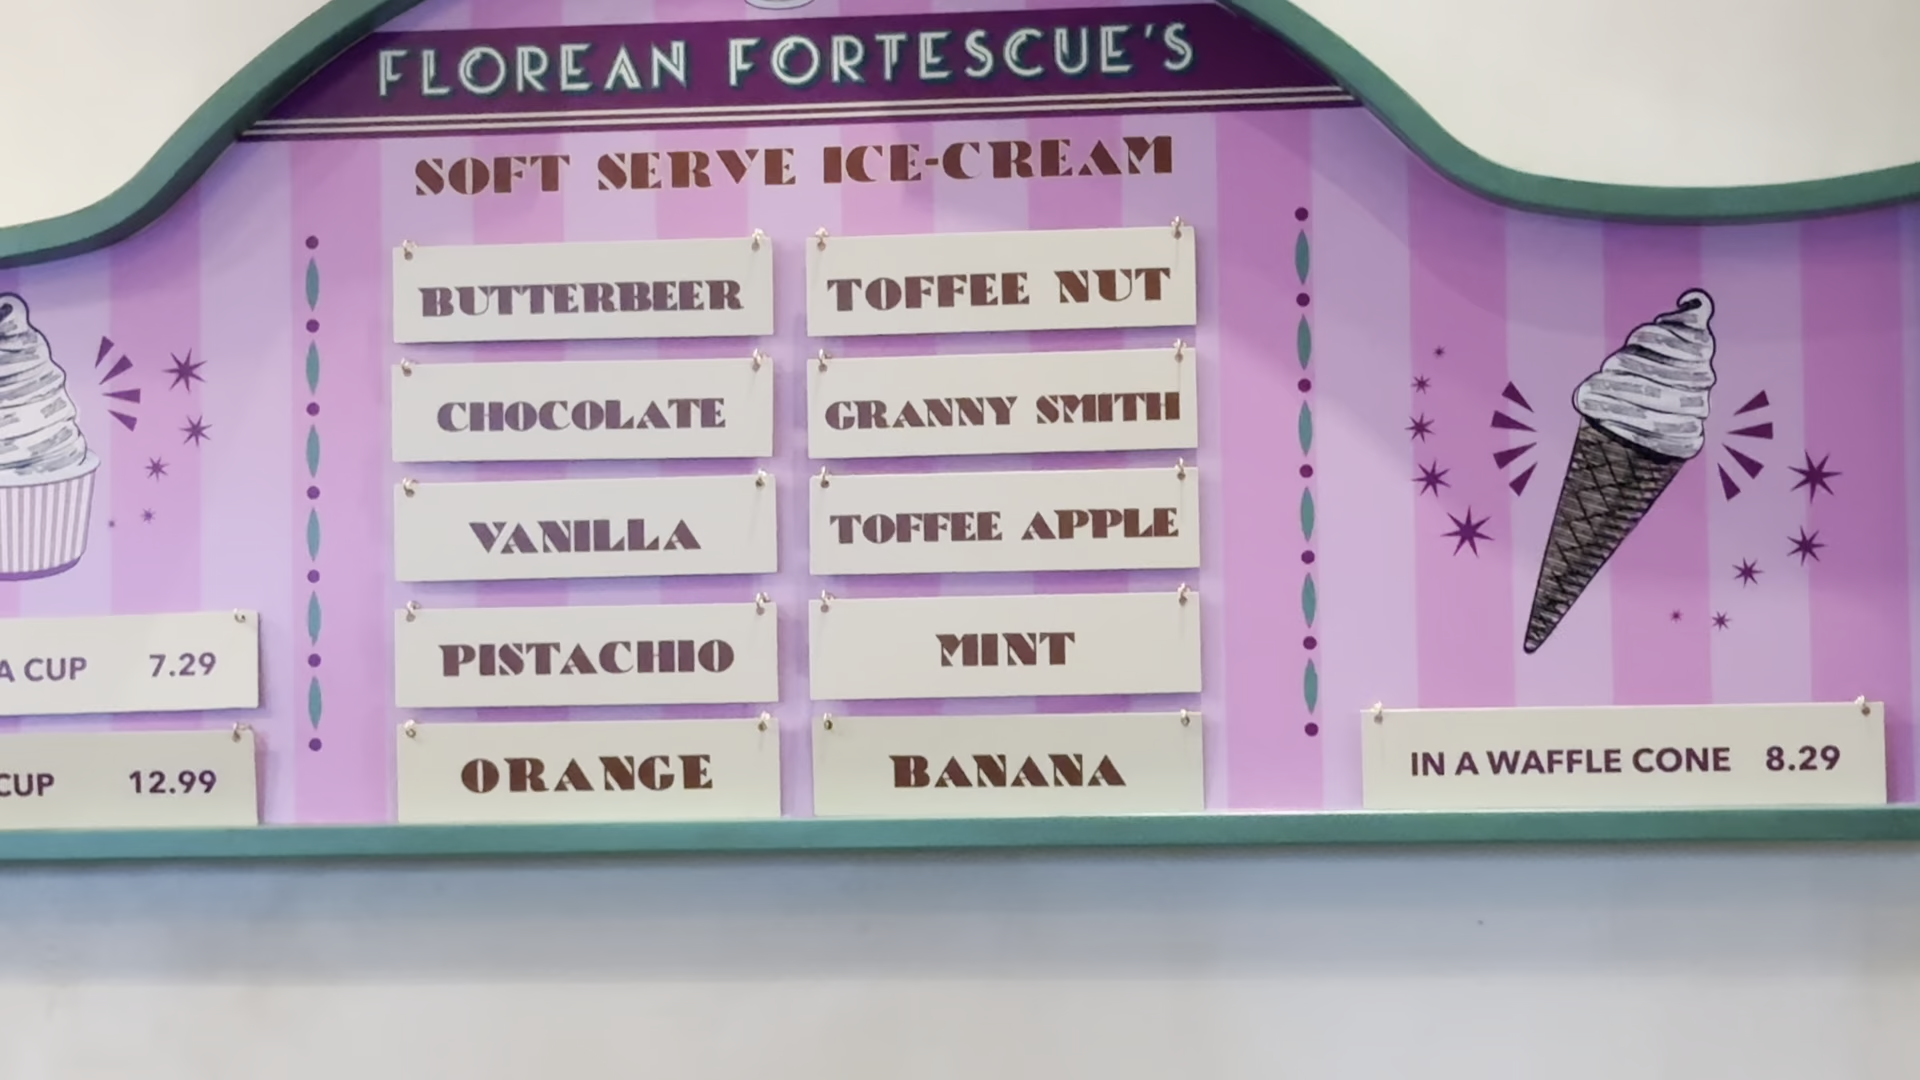 FLOREAN FORTESCUE'S
SOFT SERVE ICE-CREAM
BUTTERBEER
TOFFEE NUT
CHOCOLATE
GRANNY SMITH
VANILLA
TOFFEE APPLE
PISTACHIO
MINT
ORANGE
BANANA
A CUP 7.29
CUP 12.99
IN A WAFFLE CONE 8.29